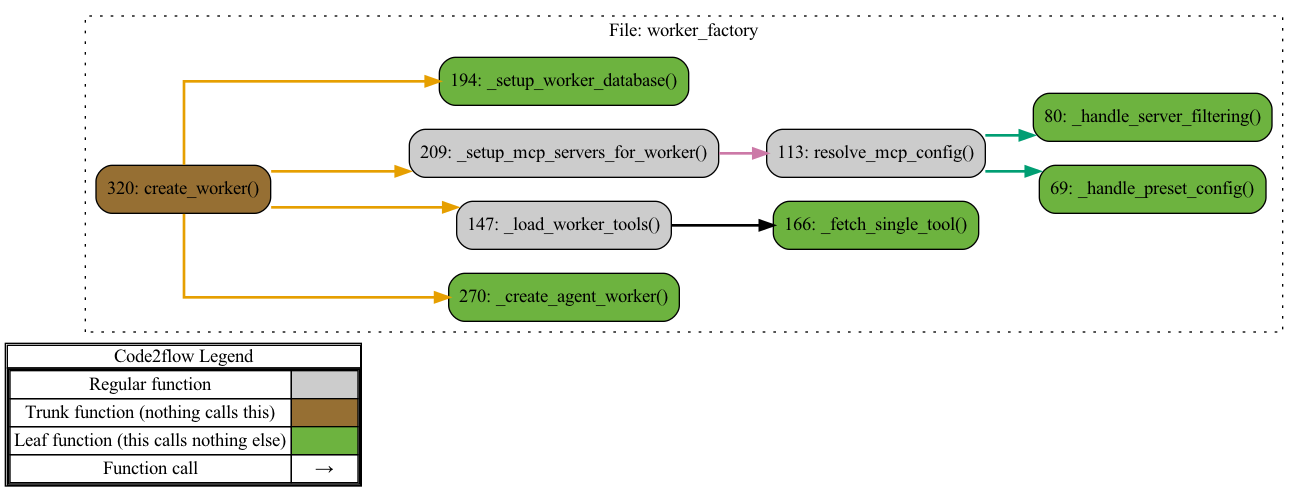 File: worker_factory
194: _setup_worker_database()
80: _handle_server_filtering()
209: _setup_mcp_servers_for_worker()
113: resolve_mcp_config()
320: create_worker()
69: _handle_preset_config()
147: _load_worker_tools()
166: _fetch_single_tool()
270: _create_agent_worker()
Code2flow Legend
Regular function
Trunk function (nothing calls this)
Leaf function (this calls nothing else)
Function call →